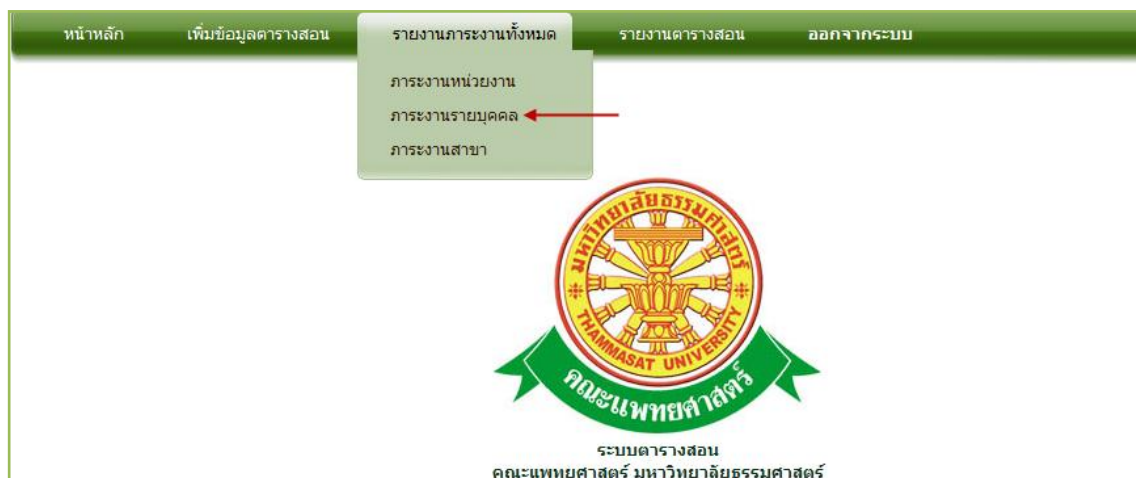 หน้าหลัก เพิ่มข้อมูลตารางสอน รายงานภาระงานทั้งหมด รายงานตารางสอน ออกจากระบบ
ภาระงานหน่วยงาน
ภาระงานรายบุคคล
ภาระงานสาขา
มหาวิทยาลัยธรรมศาสตร์
THAMMASAT UNIVERSITY
คณะแพทยศาสตร์
ระบบตารางสอน
คณะแพทยศาสตร์ มหาวิทยาลัยธรรมศาสตร์